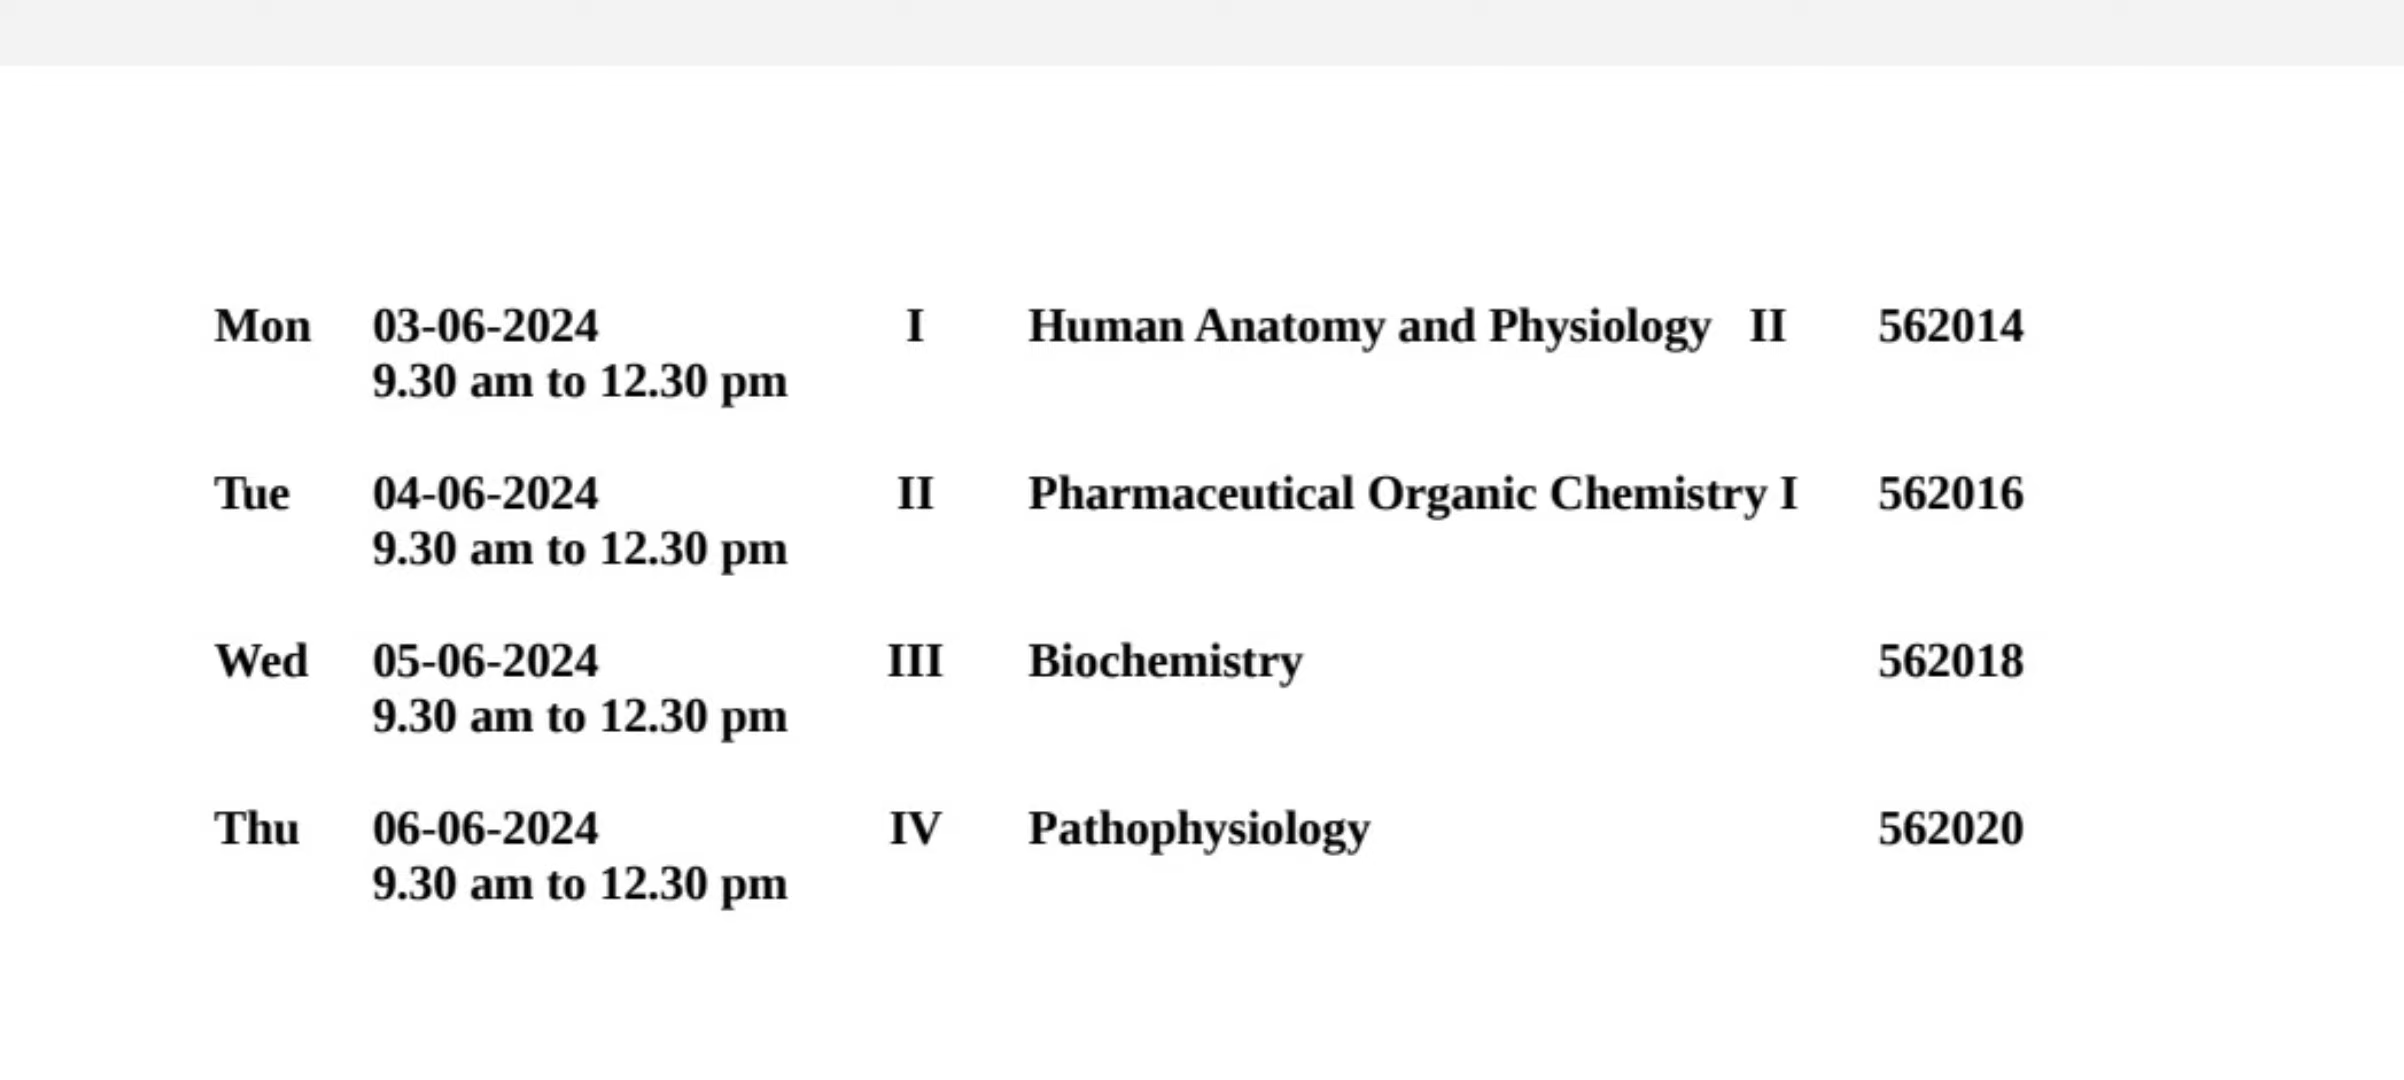 Mon 03-06-2024 I Human Anatomy and Physiology II 562014
9.30 am to 12.30 pm
Tue 04-06-2024 II Pharmaceutical Organic Chemistry I 562016
9.30 am to 12.30 pm
Wed 05-06-2024 III Biochemistry 562018
9.30 am to 12.30 pm
Thu 06-06-2024 IV Pathophysiology 562020
9.30 am to 12.30 pm